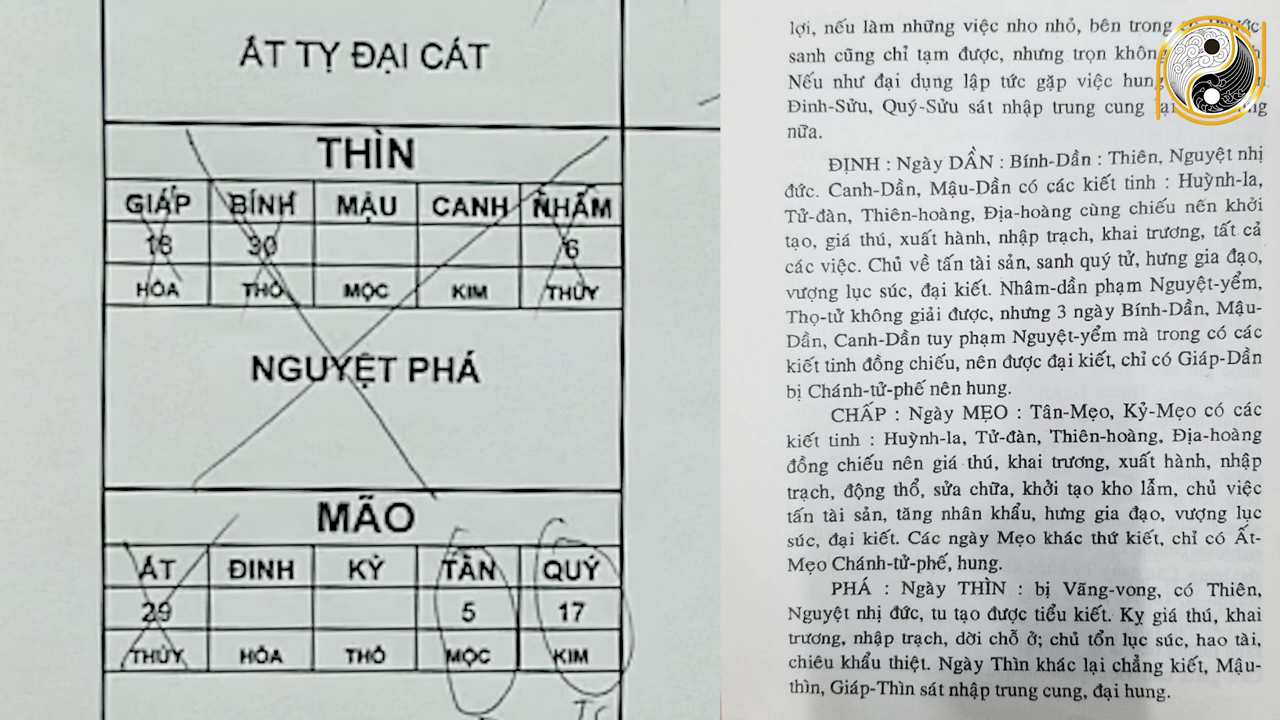 ẤT TỴ ĐẠI CÁT
THÌN
GIÁP BÍNH MẬU CANH NHÂM
18 30 6
HỎA THỔ MỘC KIM THỦY
NGUYỆT PHÁ
MÃO
ẤT ĐINH KỶ TÂN QUÝ
29 5 17
THỦY HỎA THỔ MỘC KIM
lợi, nếu làm những việc nho nhỏ, bên trong
sanh cũng chỉ tạm được, nhưng trọn không
Nếu như đại dụng lập tức gặp việc hung
Đinh-Sửu, Quý-Sửu sát nhập trung cung
nữa.
ĐỊNH : Ngày DẦN : Bính-Dần : Thiên, Nguyệt nhị
đức. Canh-Dần, Mậu-Dần có các kiết tinh : Huỳnh-la,
Tử-đàn, Thiên-hoàng, Địa-hoàng cùng chiếu nên khởi
tạo, giá thú, xuất hành, nhập trạch, khai trương, tất cả
các việc. Chủ về tấn tài sản, sanh quý tử, hưng gia đạo,
vượng lục súc, đại kiết. Nhâm-dần phạm Nguyệt-yểm,
Thọ-tử không giải được, nhưng 3 ngày Bính-Dần, Mậu-
Dần, Canh-Dần tuy phạm Nguyệt-yểm mà trong có các
kiết tinh đồng chiếu, nên được đại kiết, chỉ có Giáp-Dần
bị Chánh-tử-phế nên hung.
CHẤP : Ngày MẸO : Tân-Mẹo, Kỷ-Mẹo có các
kiết tinh : Huỳnh-la, Tử-đàn, Thiên-hoàng, Địa-hoàng
đồng chiếu nên giá thú, khai trương, xuất hành, nhập
trạch, động thổ, sửa chữa, khởi tạo kho lẫm, chủ việc
tấn tài sản, tăng nhân khẩu, hưng gia đạo, vượng lục
súc, đại kiết. Các ngày Mẹo khác thứ kiết, chỉ có Ất-
Mẹo Chánh-tử-phế, hung.
PHÁ : Ngày THÌN : bị Vãng-vong, có Thiên,
Nguyệt nhị đức, tu tạo được tiểu kiết. Kỵ giá thú, khai
trương, nhập trạch, dời chỗ ở; chủ tổn lục súc, hao tài,
chiêu khẩu thiệt. Ngày Thìn khác lại chẳng kiết, Mậu-
thìn, Giáp-Thìn sát nhập trung cung, đại hung.